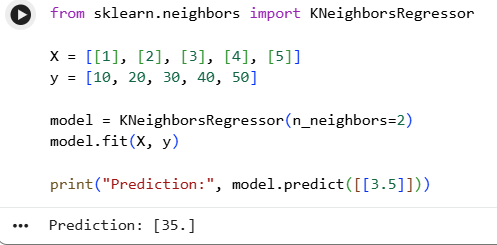 from sklearn.neighbors import KNeighborsRegressor
X = [[1], [2], [3], [4], [5]]
y = [10, 20, 30, 40, 50]
model = KNeighborsRegressor(n_neighbors=2)
model.fit(X, y)
print("Prediction:", model.predict([[3.5]]))
Prediction: [35.]